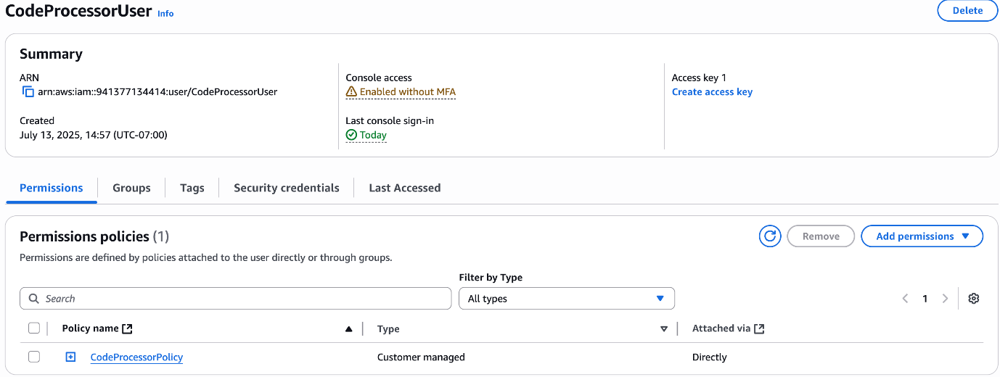 CodeProcessorUser Info
Delete
Summary
ARN
arn:aws:iam::941377134414:user/CodeProcessorUser
Created
July 13, 2025, 14:57 (UTC-07:00)
Console access
Enabled without MFA
Last console sign-in
Today
Access key 1
Create access key
Permissions
Groups
Tags
Security credentials
Last Accessed
Permissions policies (1)
Remove
Add permissions
Permissions are defined by policies attached to the user directly or through groups.
Filter by Type
Search
All types
1
Policy name
Type
Attached via
CodeProcessorPolicy
Customer managed
Directly